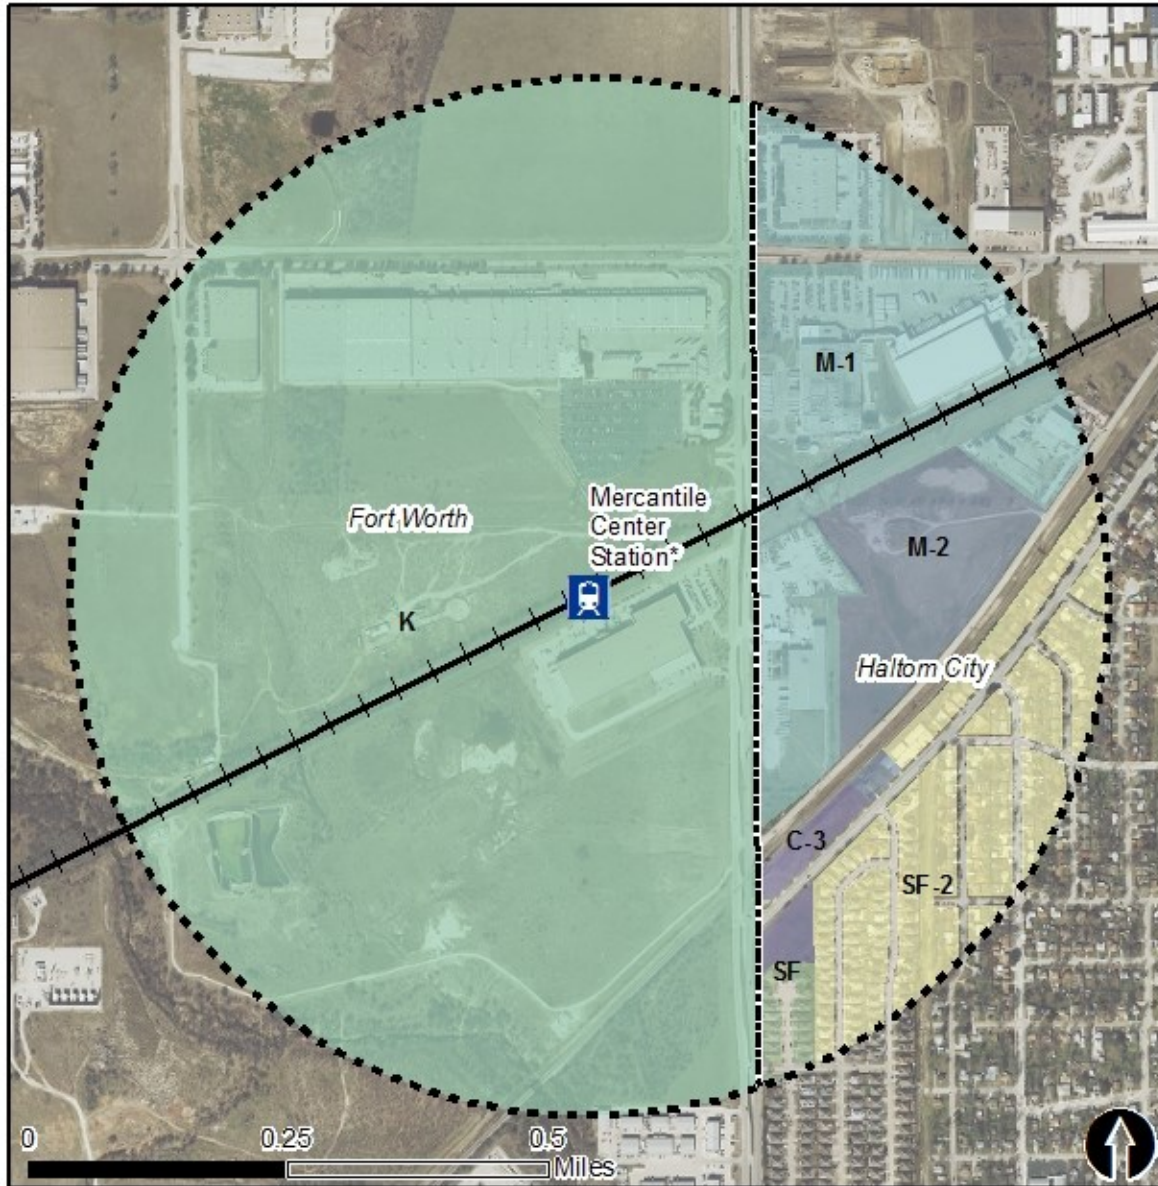 M-1
Mercantile
Center
Station*
Fort Worth
M-2
K
Haltom City
C-3
SF-2
SF
0
0.25
0.5
Miles